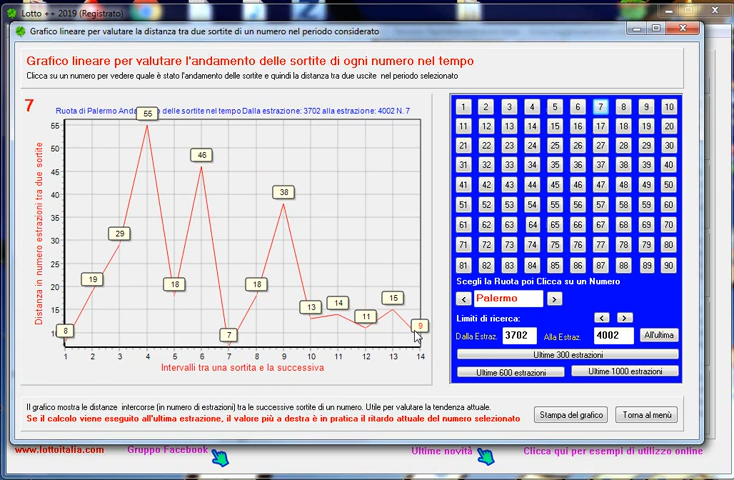 Lotto ++ 2019 (Registrato)
Grafico lineare per valutare la distanza tra due sortite di un numero nel periodo considerato
Grafico lineare per valutare l'andamento delle sortite di ogni numero nel tempo
Clicca su un numero per vedere quale è stato l'andamento delle sortite e quindi la distanza tra due uscite nel periodo selezionato
7
Ruota di Palermo
delle sortite nel tempo Dalla estrazione: 3702 alla estrazione: 4002 N. 7
Distanza in numero estrazioni tra due sortite
55
50
45
40
35
30
25
20
15
10
8
19
29
55
18
46
7
18
38
13
14
11
15
9
1 2 3 4 5 6 7 8 9 10 11 12 13 14
Intervalli tra una sortita e la successiva
1 2 3 4 5 6 7 8 9 10
11 12 13 14 15 16 17 18 19 20
21 22 23 24 25 26 27 28 29 30
31 32 33 34 35 36 37 38 39 40
41 42 43 44 45 46 47 48 49 50
51 52 53 54 55 56 57 58 59 60
61 62 63 64 65 66 67 68 69 70
71 72 73 74 75 76 77 78 79 80
81 82 83 84 85 86 87 88 89 90
Scegli la Ruota poi Clicca su un Numero
< Palermo >
Limiti di ricerca: < >
Dalla Estraz. 3702 Alla Estraz. 4002 All'ultima
Ultime 300 estrazioni
Ultime 600 estrazioni Ultime 1000 estrazioni
Il grafico mostra le distanze intercorse (in numero di estrazioni) tra le successive sortite di un numero. Utile per valutare la tendenza attuale.
Se il calcolo viene eseguito all'ultima estrazione, il valore più a destra è in pratica il ritardo attuale del numero selezionato
Stampa del grafico Torna al menù
www.lottoitalia.com Gruppo Facebook Ultime novità Clicca qui per esempi di utilizzo online